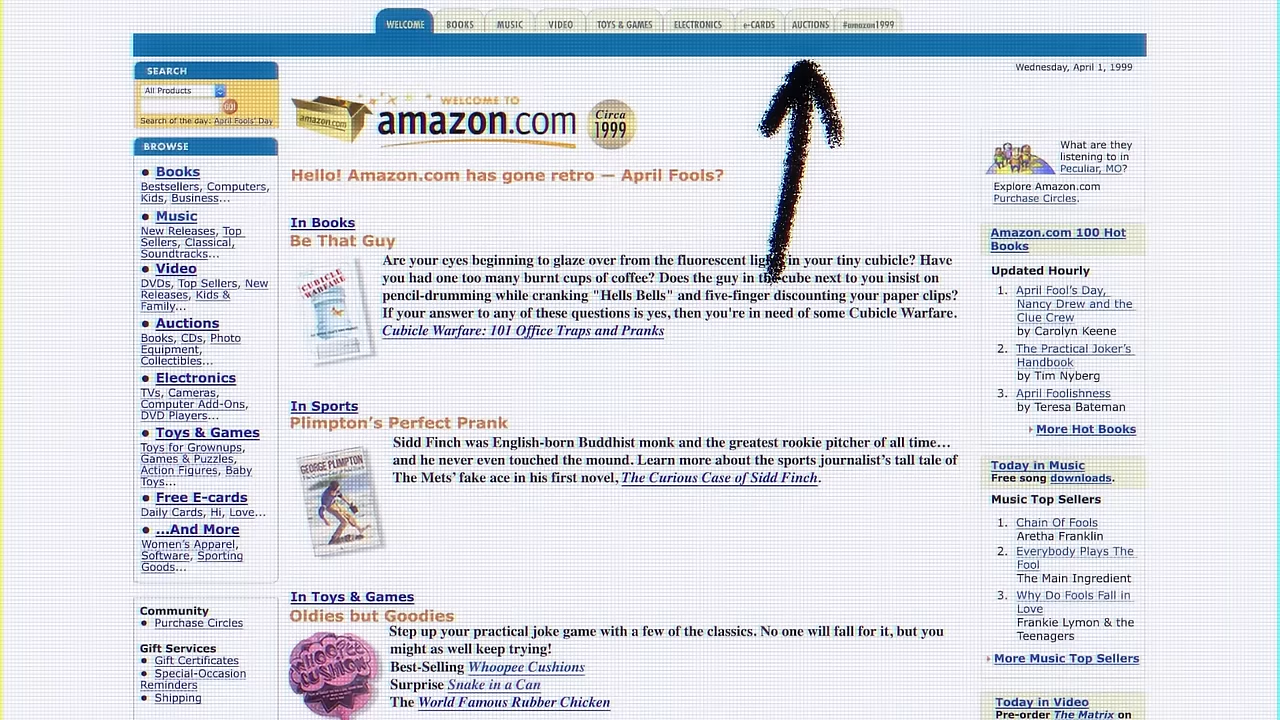 WELCOME BOOKS MUSIC VIDEO TOYS & GAMES ELECTRONICS e-CARDS AUCTIONS #amazon1999
Wednesday, April 1, 1999
SEARCH
All Products
GO!
Search of the day: April Fools' Day
BROWSE
Books
Bestsellers, Computers,
Kids, Business...
Music
New Releases, Top
Sellers, Classical,
Soundtracks...
Video
DVDs, Top Sellers, New
Releases, Kids &
Family...
Auctions
Books, CDs, Photo
Equipment,
Collectibles...
Electronics
TVs, Cameras,
Computer Add-Ons,
DVD Players...
Toys & Games
Toys for Grownups,
Games & Puzzles,
Action Figures, Baby
Toys...
Free E-cards
Daily Cards, Hi, Love...
...And More
Women's Apparel,
Software, Sporting
Goods...
Community
Purchase Circles
Gift Services
Gift Certificates
Special-Occasion
Reminders
Shipping
amazon.com
WELCOME TO
amazon.com
Circa
1999
Hello! Amazon.com has gone retro — April Fools?
In Books
Be That Guy
CUBICLE
WARFARE
Are your eyes beginning to glaze over from the fluorescent in your tiny cubicle? Have
you had one too many burnt cups of coffee? Does the guy in the cube next to you insist on
pencil-drumming while cranking "Hells Bells" and five-finger discounting your paper clips?
If your answer to any of these questions is yes, then you're in need of some Cubicle Warfare.
Cubicle Warfare: 101 Office Traps and Pranks
In Sports
Plimpton's Perfect Prank
GEORGE PLIMPTON
Sidd Finch was English-born Buddhist monk and the greatest rookie pitcher of all time...
and he never even touched the mound. Learn more about the sports journalist's tall tale of
The Mets' fake ace in his first novel, The Curious Case of Sidd Finch.
In Toys & Games
Oldies but Goodies
WHOOPEE
CUSHION
Step up your practical joke game with a few of the classics. No one will fall for it, but you
might as well keep trying!
Best-Selling Whoopee Cushions
Surprise Snake in a Can
The World Famous Rubber Chicken
What are they
listening to in
Peculiar, MO?
Explore Amazon.com
Purchase Circles.
Amazon.com 100 Hot
Books
Updated Hourly
1. April Fool's Day,
Nancy Drew and the
Clue Crew
by Carolyn Keene
2. The Practical Joker's
Handbook
by Tim Nyberg
3. April Foolishness
by Teresa Bateman
More Hot Books
Today in Music
Free song downloads.
Music Top Sellers
1. Chain Of Fools
Aretha Franklin
2. Everybody Plays The
Fool
The Main Ingredient
3. Why Do Fools Fall in
Love
Frankie Lymon & the
Teenagers
More Music Top Sellers
Today in Video
Pre-order The Matrix on